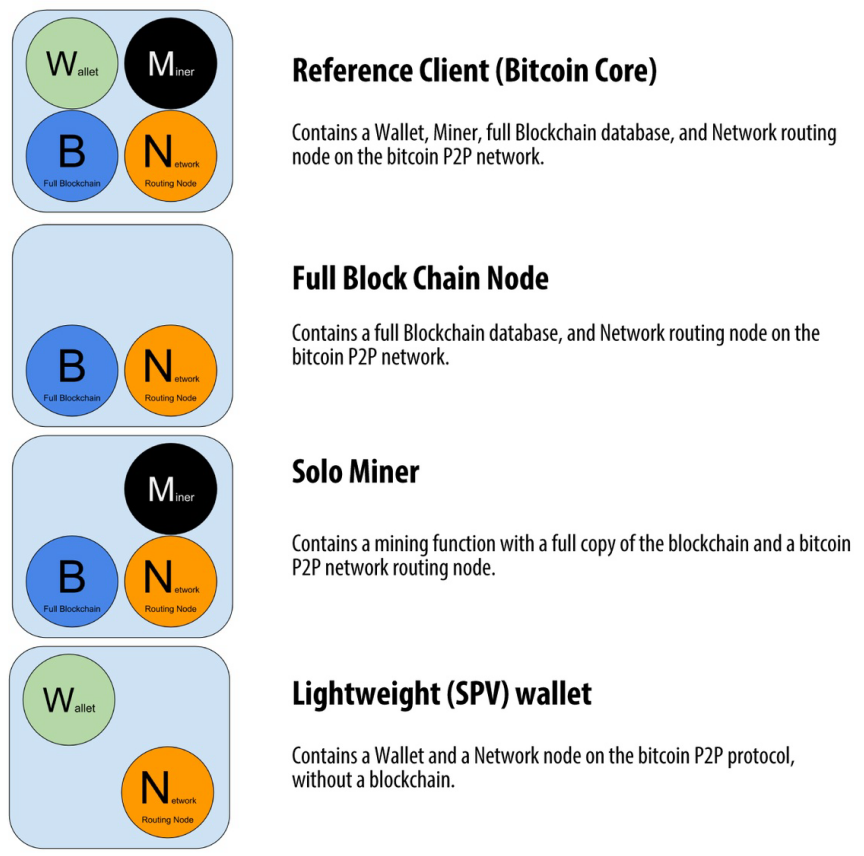 Wallet
Miner
B
Full Blockchain
Network
Routing Node
Reference Client (Bitcoin Core)
Contains a Wallet, Miner, full Blockchain database, and Network routing
node on the bitcoin P2P network.
B
Full Blockchain
Network
Routing Node
Full Block Chain Node
Contains a full Blockchain database, and Network routing node on the
bitcoin P2P network.
Miner
B
Full Blockchain
Network
Routing Node
Solo Miner
Contains a mining function with a full copy of the blockchain and a bitcoin
P2P network routing node.
Wallet
Network
Routing Node
Lightweight (SPV) wallet
Contains a Wallet and a Network node on the bitcoin P2P protocol,
without a blockchain.